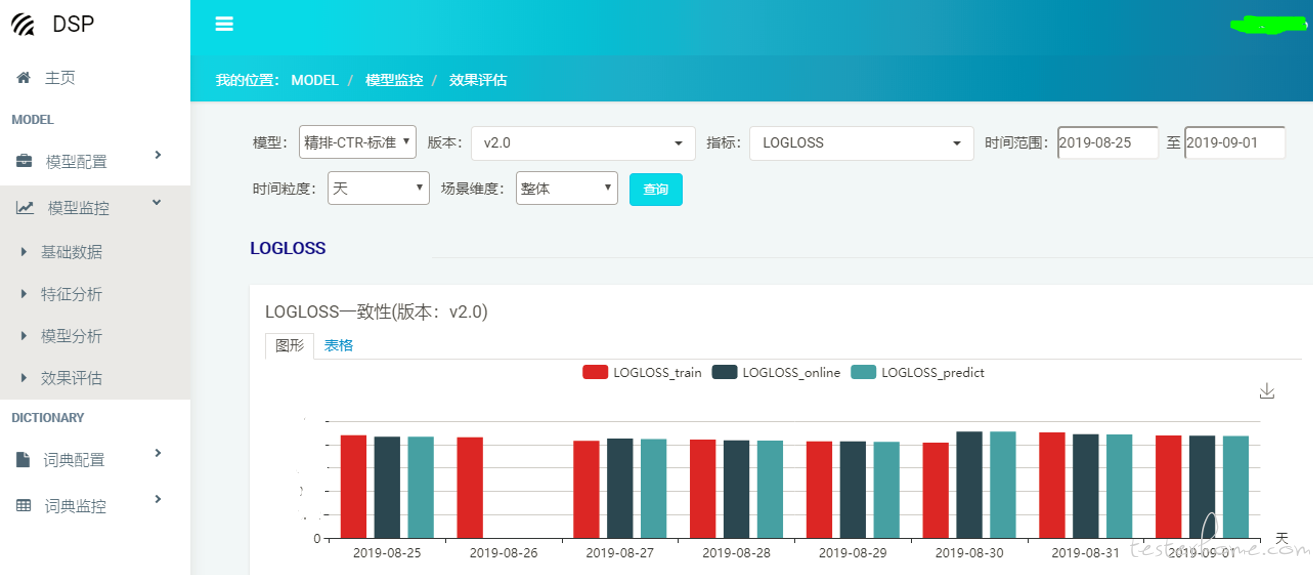 DSP
主页
MODEL
模型配置
模型监控
基础数据
特征分析
模型分析
效果评估
DICTIONARY
词典配置
词典监控
我的位置： MODEL / 模型监控 / 效果评估
模型： 精排-CTR-标准 版本： v2.0 指标： LOGLOSS 时间范围： 2019-08-25 至 2019-09-01
时间粒度： 天 场景维度： 整体 查询
LOGLOSS
LOGLOSS一致性(版本：v2.0)
图形 表格
LOGLOSS_train LOGLOSS_online LOGLOSS_predict
0
2019-08-25 2019-08-26 2019-08-27 2019-08-28 2019-08-29 2019-08-30 2019-08-31 2019-09-01
天
testerhome.com